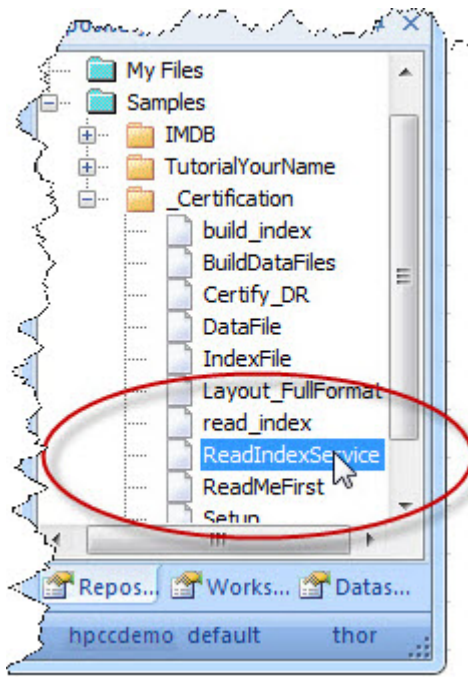 My Files
Samples
IMDB
TutorialYourName
_Certification
build_index
BuildDataFiles
Certify_DR
DataFile
IndexFile
Layout_FullFormat
read_index
ReadIndexService
ReadMeFirst
Setup
Repos... Works... Datas...
hpccdemo default thor